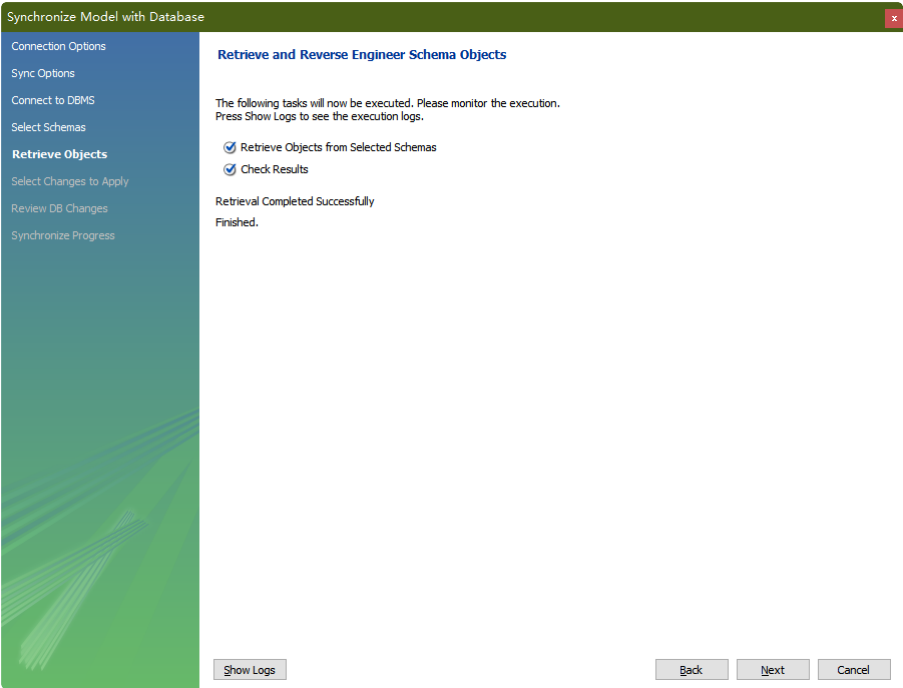 Synchronize Model with Database
x
Connection Options
Sync Options
Connect to DBMS
Select Schemas
Retrieve Objects
Select Changes to Apply
Review DB Changes
Synchronize Progress
Retrieve and Reverse Engineer Schema Objects
The following tasks will now be executed. Please monitor the execution.
Press Show Logs to see the execution logs.
Retrieve Objects from Selected Schemas
Check Results
Retrieval Completed Successfully
Finished.
Show Logs
Back
Next
Cancel